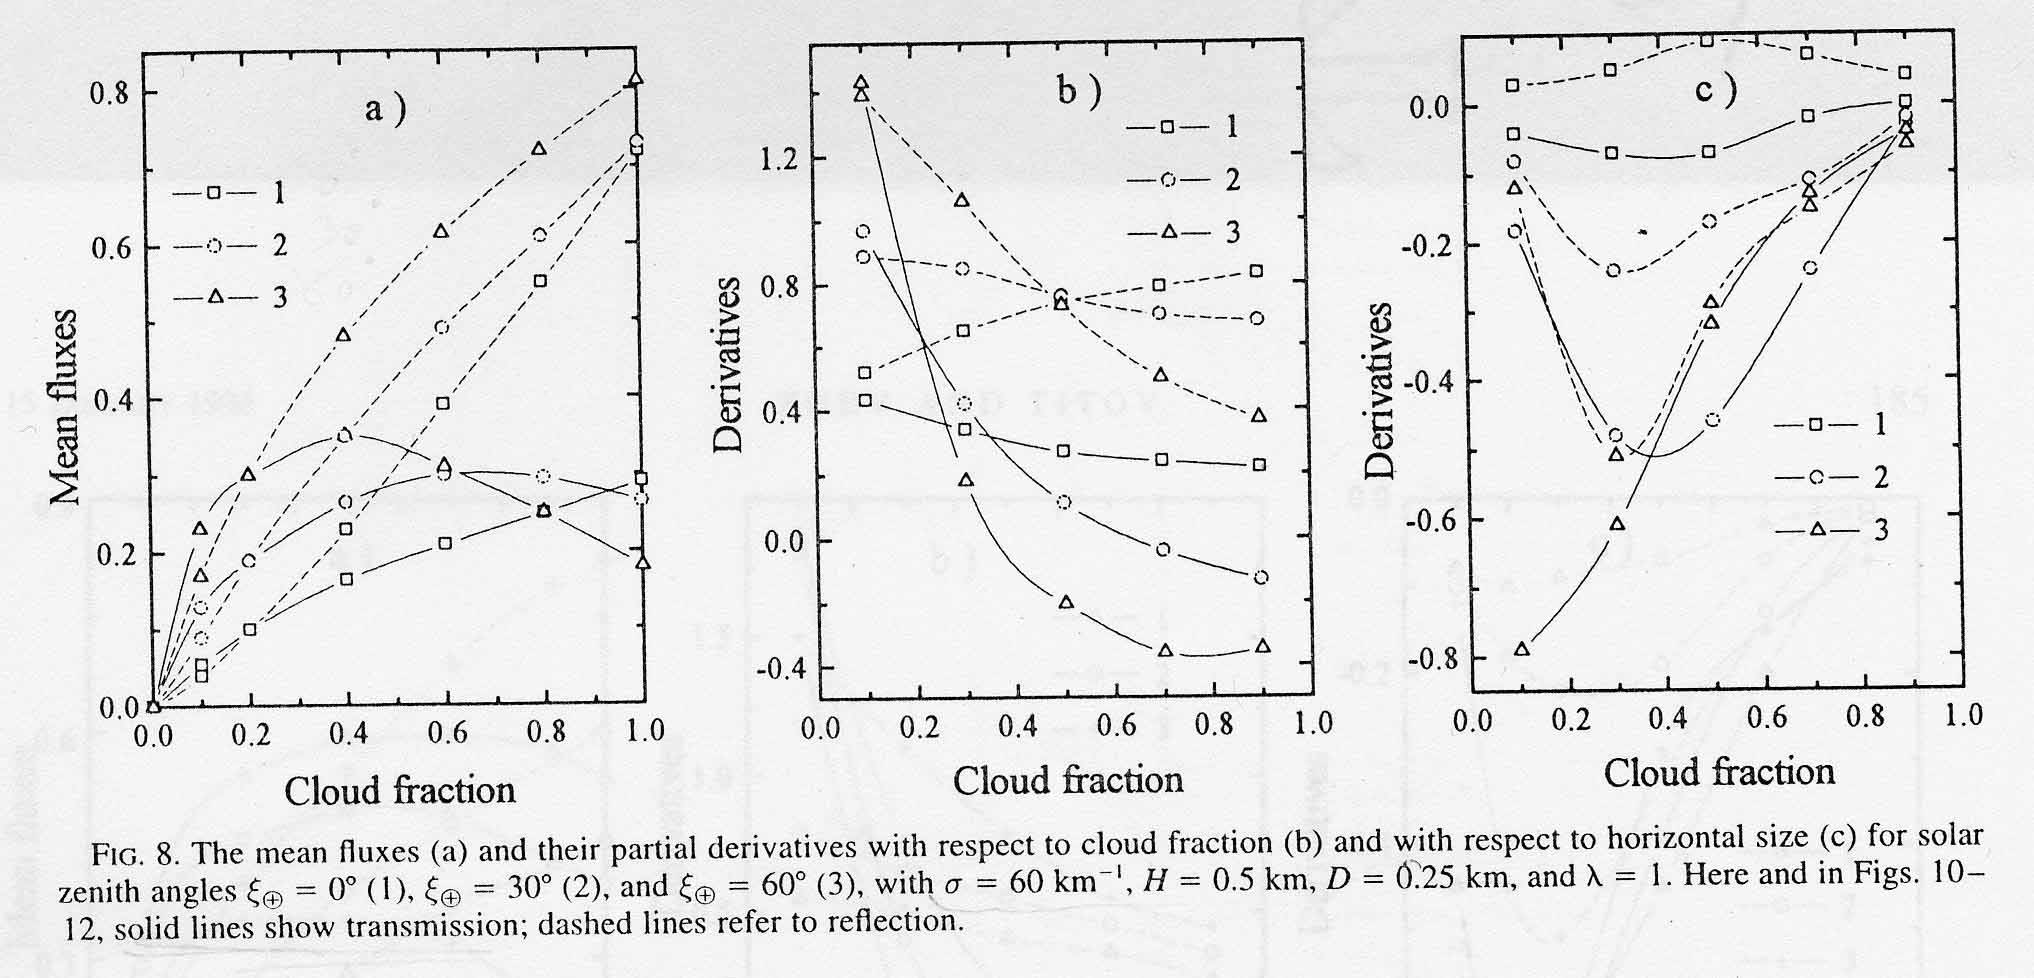 a )
Mean fluxes
0.8
0.6
0.4
0.2
0.0
1
2
3
0.0 0.2 0.4 0.6 0.8 1.0
Cloud fraction
b )
Derivatives
1.2
0.8
0.4
0.0
-0.4
1
2
3
0.0 0.2 0.4 0.6 0.8 1.0
Cloud fraction
c )
Derivatives
0.0
-0.2
-0.4
-0.6
-0.8
1
2
3
0.0 0.2 0.4 0.6 0.8 1.0
Cloud fraction
FIG. 8. The mean fluxes (a) and their partial derivatives with respect to cloud fraction (b) and with respect to horizontal size (c) for solar
zenith angles ξ⊕ = 0° (1), ξ⊕ = 30° (2), and ξ⊕ = 60° (3), with σ = 60 km⁻¹, H = 0.5 km, D = 0.25 km, and λ = 1. Here and in Figs. 10–
12, solid lines show transmission; dashed lines refer to reflection.